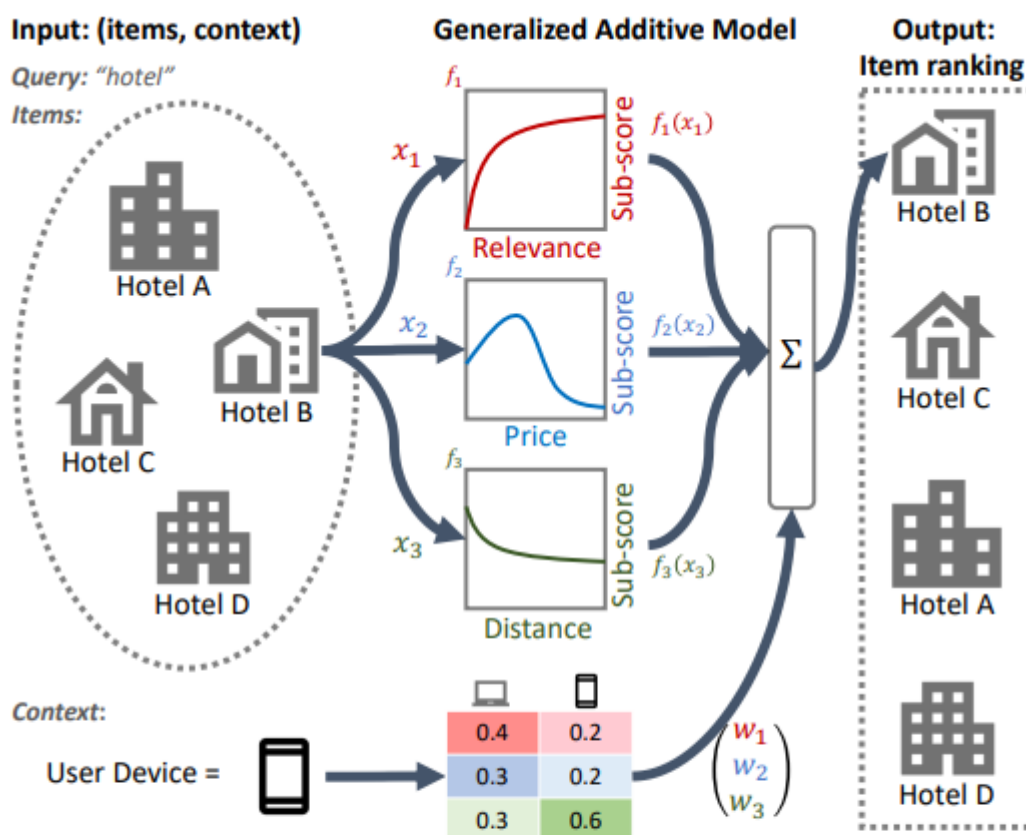 Input: (items, context)
Query: “hotel”
Items:
Hotel A
Hotel B
Hotel C
Hotel D
Generalized Additive Model
x₁
f₁
Sub-score
Relevance
f₁(x₁)
x₂
f₂
Sub-score
Price
f₂(x₂)
x₃
f₃
Sub-score
Distance
f₃(x₃)
Σ
Output:
Item ranking
Hotel B
Hotel C
Hotel A
Hotel D
Context:
User Device =
0.4 0.2
0.3 0.2
0.3 0.6
w₁
w₂
w₃